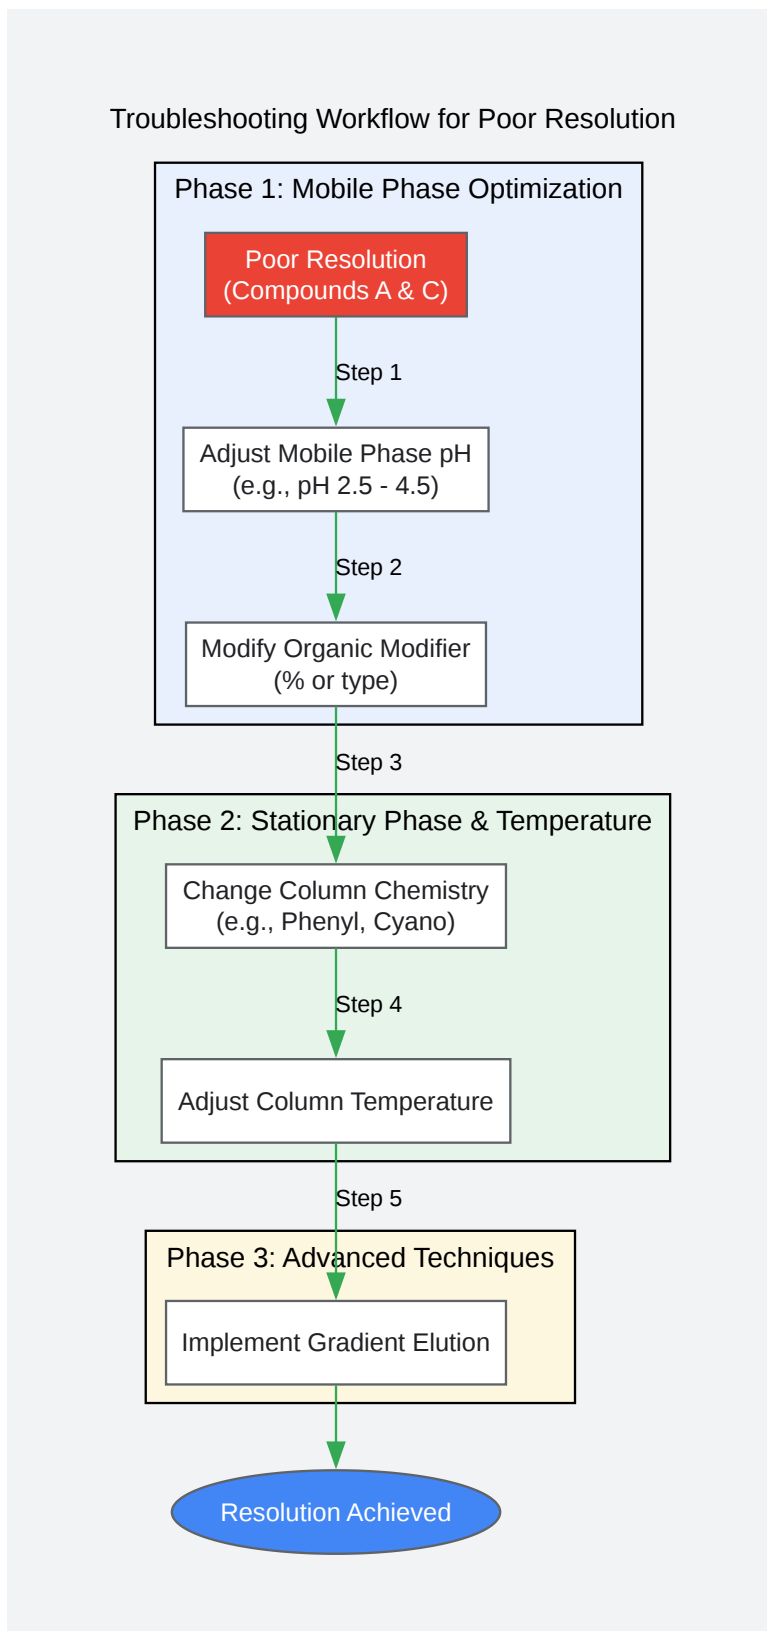 Troubleshooting Workflow for Poor Resolution
Phase 1: Mobile Phase Optimization
Poor Resolution
(Compounds A & C)
Step 1
Adjust Mobile Phase pH
(e.g., pH 2.5 - 4.5)
Step 2
Modify Organic Modifier
(% or type)
Step 3
Phase 2: Stationary Phase & Temperature
Change Column Chemistry
(e.g., Phenyl, Cyano)
Step 4
Adjust Column Temperature
Step 5
Phase 3: Advanced Techniques
Implement Gradient Elution
Resolution Achieved